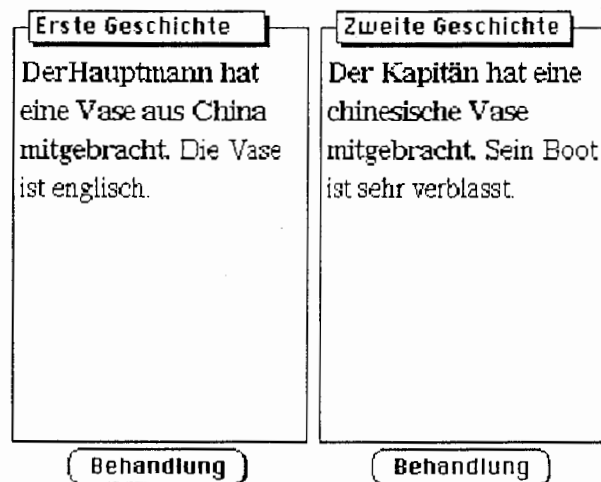 Erste Geschichte
DerHauptmann hat
eine Vase aus China
mitgebracht. Die Vase
ist englisch.
Behandlung
Zweite Geschichte
Der Kapitän hat eine
chinesische Vase
mitgebracht. Sein Boot
ist sehr verblasst.
Behandlung